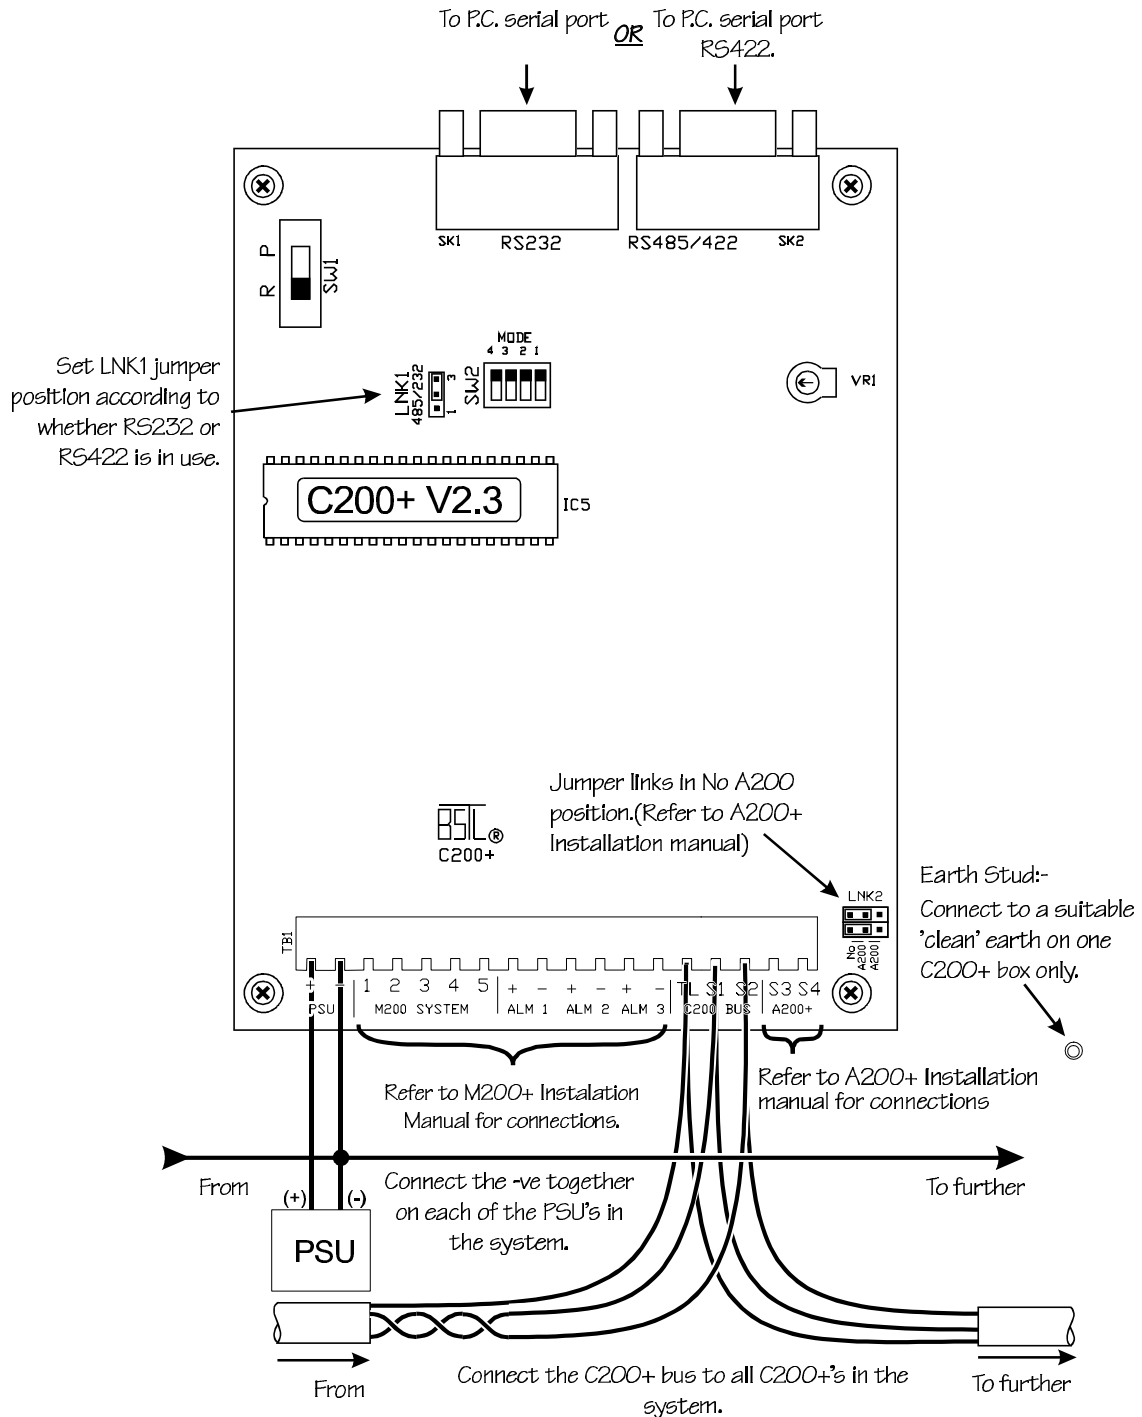 To P.C. serial port OR To P.C. serial port
RS422.
SK1 RS232 RS485/422 SK2
P
R
SW1
MODE
4 3 2 1
Set LNK1 jumper
position according to
whether RS232 or
RS422 is in use.
LNK1
485/232
3
1
SW2
VR1
C200+ V2.3
IC5
Jumper links in No A200
position.(Refer to A200+
Installation manual)
BSTL®
C200+
LNK2
No
A200
A200
Earth Stud:-
Connect to a suitable
'clean' earth on one
C200+ box only.
TB1
+ - 1 2 3 4 5 + - + - + - TL S1 S2 S3 S4
PSU M200 SYSTEM ALM 1 ALM 2 ALM 3 C200 BUS A200+
Refer to M200+ Instalation
Manual for connections.
Refer to A200+ Installation
manual for connections
From
To further
Connect the -ve together
on each of the PSU's in
the system.
(+) (-)
PSU
From
Connect the C200+ bus to all C200+'s in the
system.
To further